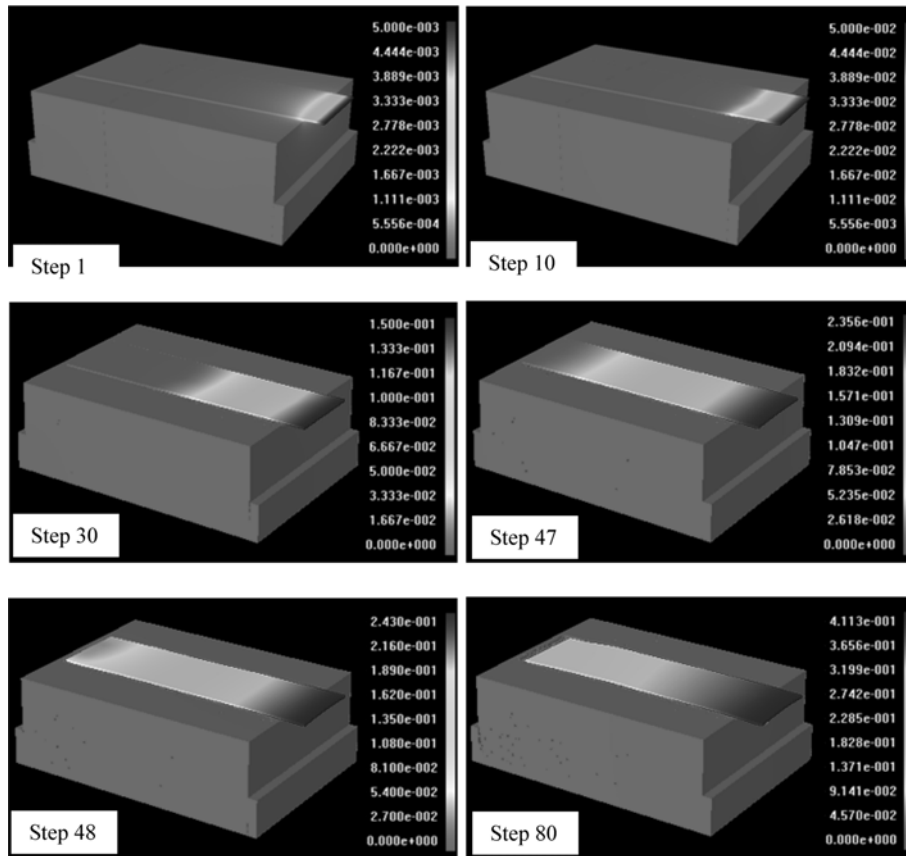 5.000e-003
4.444e-003
3.889e-003
3.333e-003
2.778e-003
2.222e-003
1.667e-003
1.111e-003
5.556e-004
0.000e+000
Step 1
5.000e-002
4.444e-002
3.889e-002
3.333e-002
2.778e-002
2.222e-002
1.667e-002
1.111e-002
5.556e-003
0.000e+000
Step 10
1.500e-001
1.333e-001
1.167e-001
1.000e-001
8.333e-002
6.667e-002
5.000e-002
3.333e-002
1.667e-002
0.000e+000
Step 30
2.356e-001
2.094e-001
1.832e-001
1.571e-001
1.309e-001
1.047e-001
7.853e-002
5.235e-002
2.618e-002
0.000e+000
Step 47
2.430e-001
2.160e-001
1.890e-001
1.620e-001
1.350e-001
1.080e-001
8.100e-002
5.400e-002
2.700e-002
0.000e+000
Step 48
4.113e-001
3.656e-001
3.199e-001
2.742e-001
2.285e-001
1.828e-001
1.371e-001
9.141e-002
4.570e-002
0.000e+000
Step 80